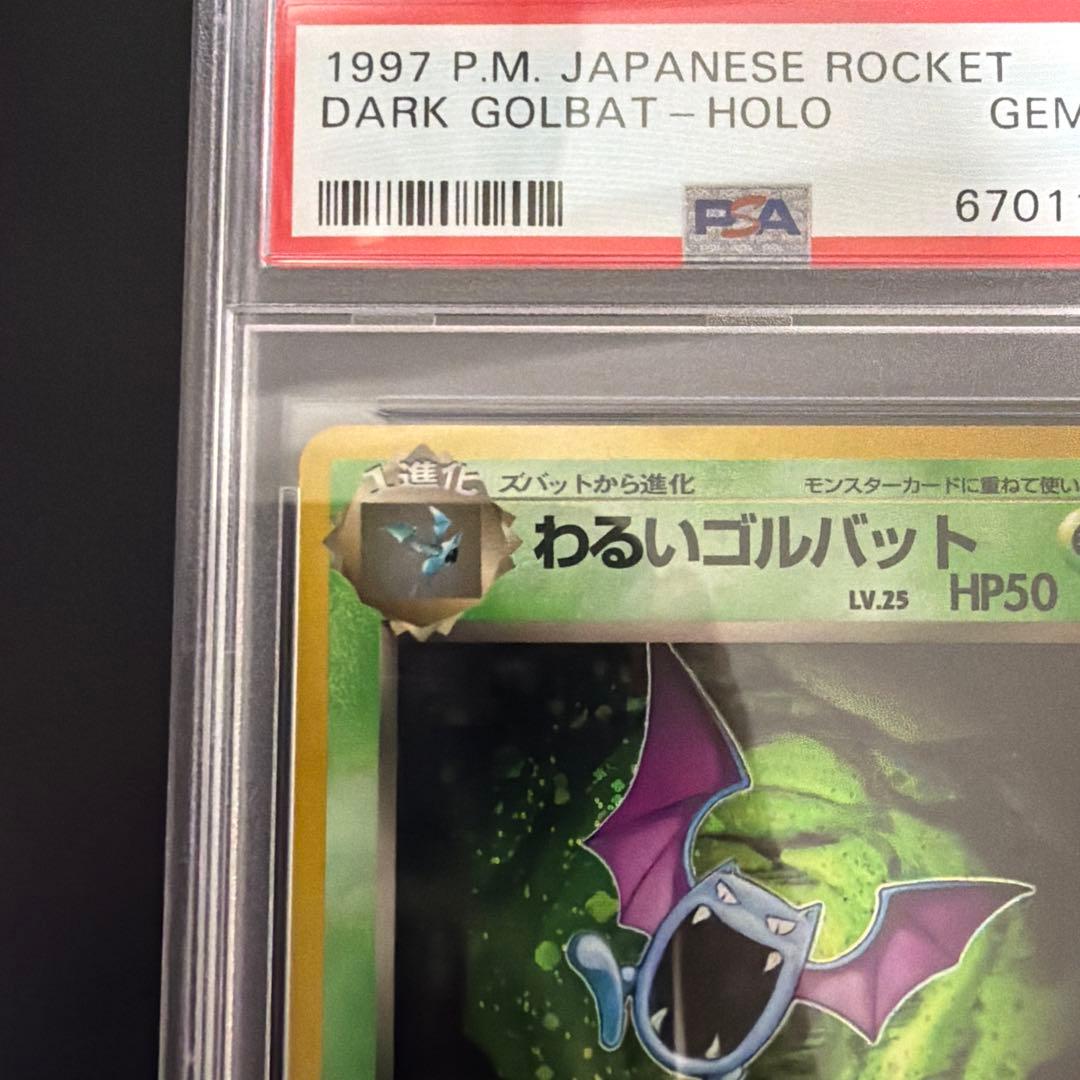 1997 P.M. JAPANESE ROCKET
DARK GOLBAT - HOLO GEM
PSA 6701
1進化 ズバットから進化 モンスターカードに重ねて使い
わるいゴルバット
LV.25 HP50